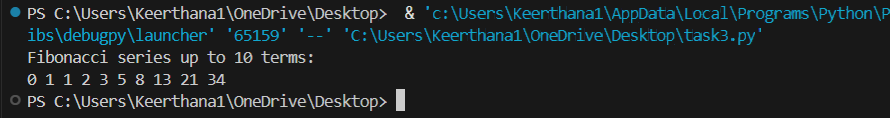 PS C:\Users\Keerthana1\OneDrive\Desktop>  & 'c:\Users\Keerthana1\AppData\Local\Programs\Python\P
ibs\debugpy\launcher' '65159' '--' 'C:\Users\Keerthana1\OneDrive\Desktop\task3.py'
Fibonacci series up to 10 terms:
0 1 1 2 3 5 8 13 21 34
PS C:\Users\Keerthana1\OneDrive\Desktop>